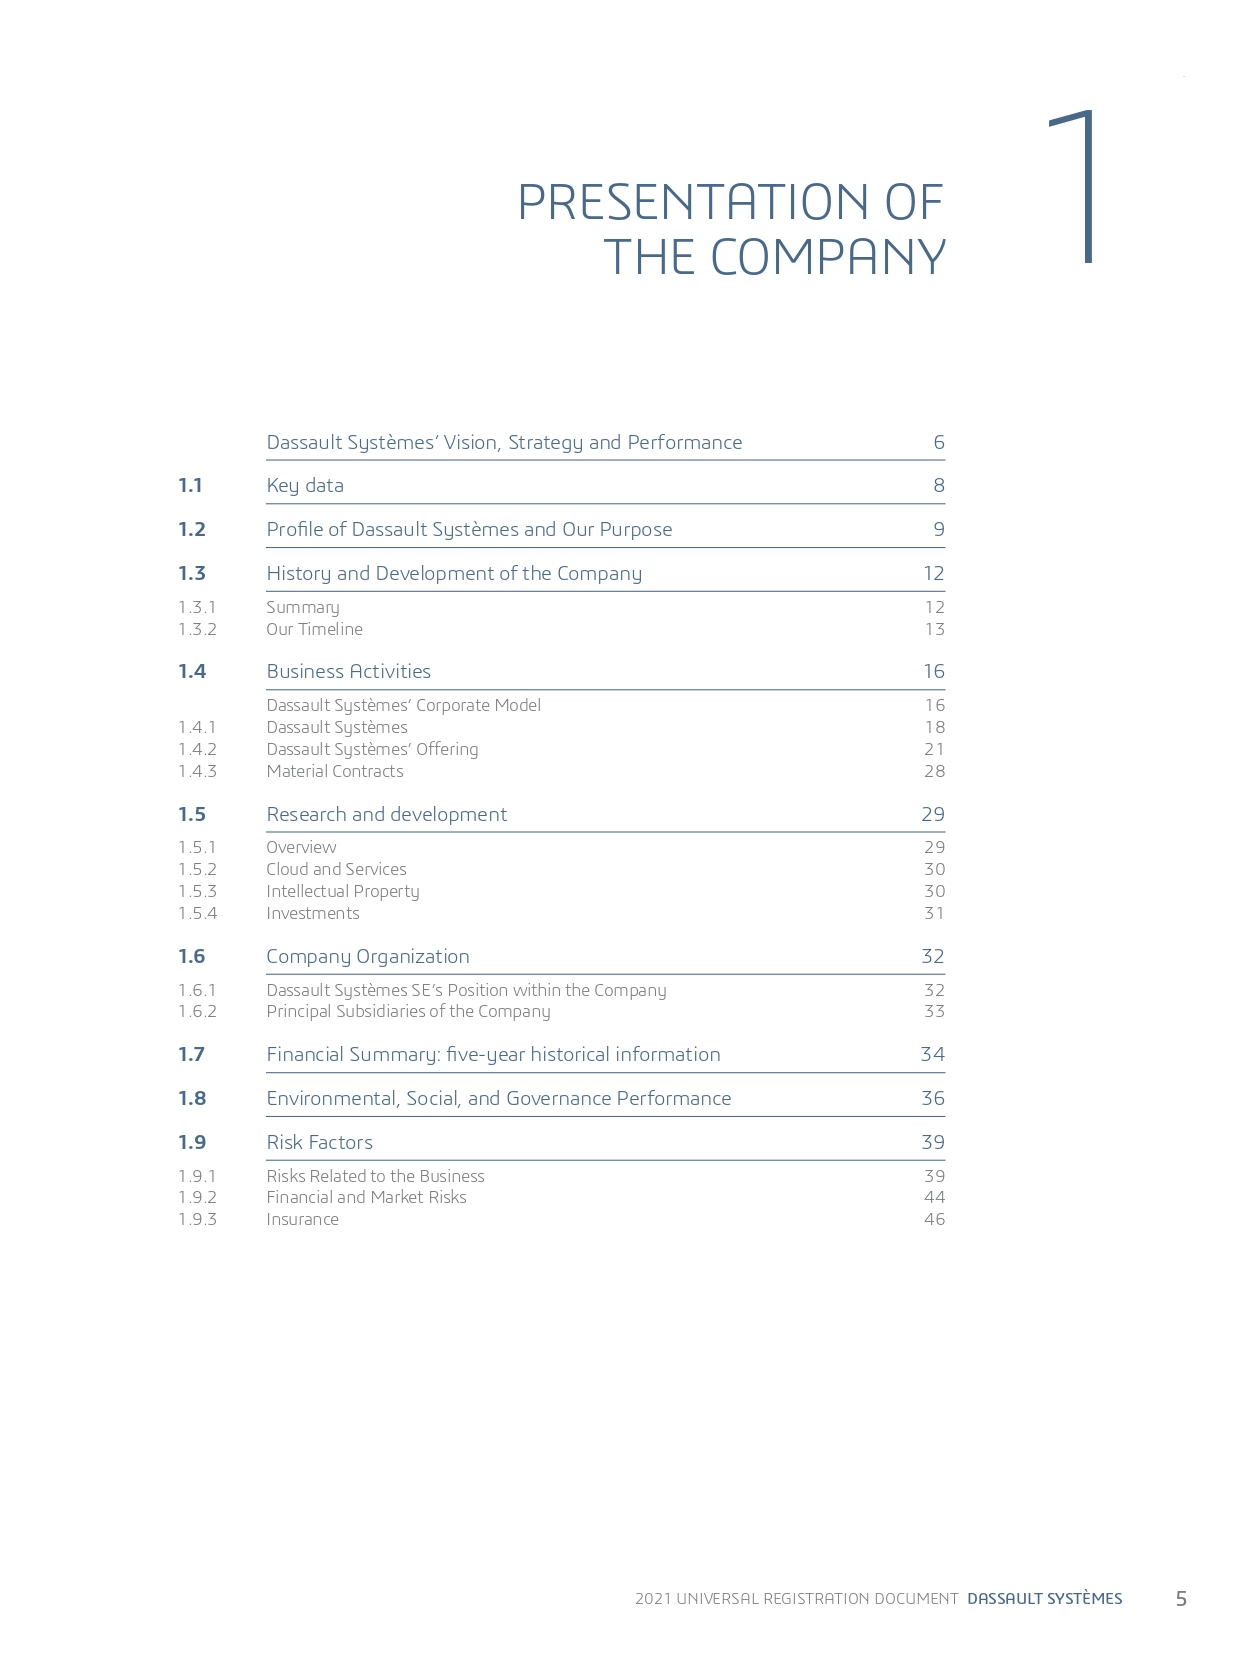 1
PRESENTATION OF
THE COMPANY
Dassault Systèmes’ Vision, Strategy and Performance 6
1.1 Key data 8
1.2 Profile of Dassault Systèmes and Our Purpose 9
1.3 History and Development of the Company 12
1.3.1 Summary 12
1.3.2 Our Timeline 13
1.4 Business Activities 16
Dassault Systèmes’ Corporate Model 16
1.4.1 Dassault Systèmes 18
1.4.2 Dassault Systèmes’ Offering 21
1.4.3 Material Contracts 28
1.5 Research and development 29
1.5.1 Overview 29
1.5.2 Cloud and Services 30
1.5.3 Intellectual Property 30
1.5.4 Investments 31
1.6 Company Organization 32
1.6.1 Dassault Systèmes SE’s Position within the Company 32
1.6.2 Principal Subsidiaries of the Company 33
1.7 Financial Summary: five-year historical information 34
1.8 Environmental, Social, and Governance Performance 36
1.9 Risk Factors 39
1.9.1 Risks Related to the Business 39
1.9.2 Financial and Market Risks 44
1.9.3 Insurance 46
2021 UNIVERSAL REGISTRATION DOCUMENT DASSAULT SYSTÈMES 5